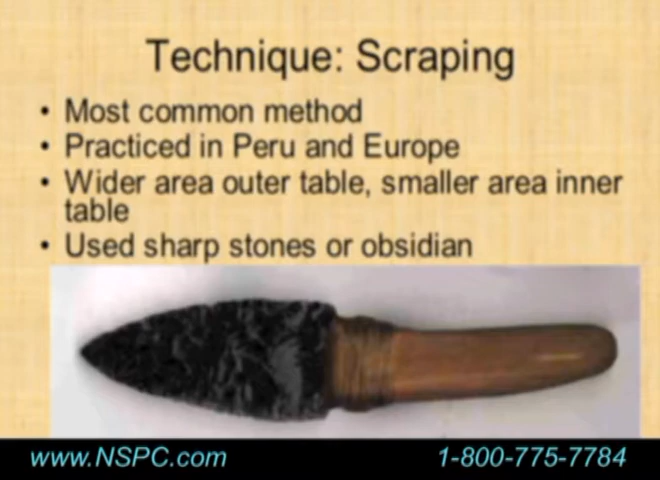 Technique: Scraping
• Most common method
• Practiced in Peru and Europe
• Wider area outer table, smaller area inner
table
• Used sharp stones or obsidian
www.NSPC.com
1-800-775-7784